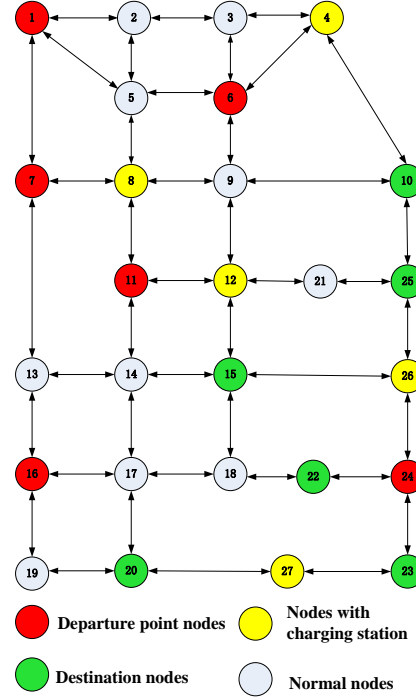 1 2 3 4
5 6
7 8 9 10
11 12 21 25
13 14 15 26
16 17 18 22 24
19 20 27 23
Departure point nodes
Nodes with
charging station
Destination nodes
Normal nodes